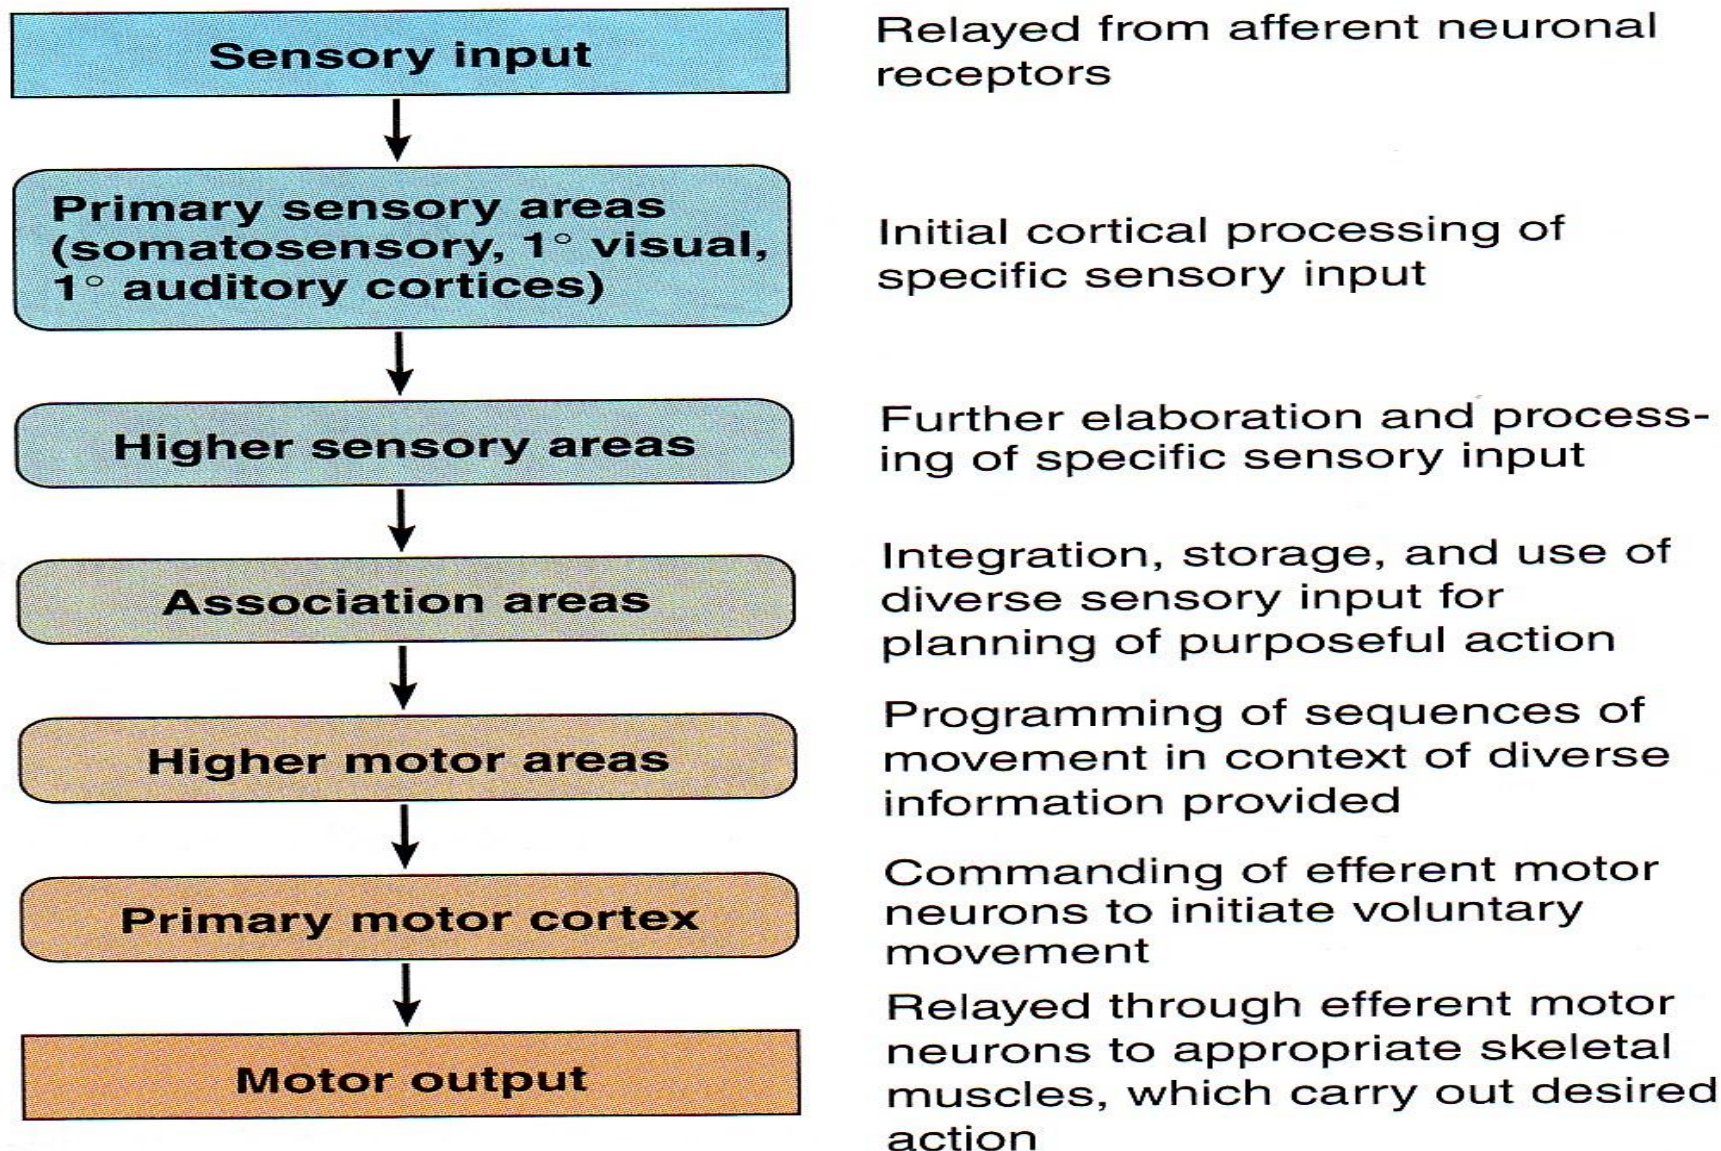 Sensory input
Relayed from afferent neuronal
receptors
Primary sensory areas
(somatosensory, 1° visual,
1° auditory cortices)
Initial cortical processing of
specific sensory input
Higher sensory areas
Further elaboration and process-
ing of specific sensory input
Association areas
Integration, storage, and use of
diverse sensory input for
planning of purposeful action
Higher motor areas
Programming of sequences of
movement in context of diverse
information provided
Primary motor cortex
Commanding of efferent motor
neurons to initiate voluntary
movement
Motor output
Relayed through efferent motor
neurons to appropriate skeletal
muscles, which carry out desired
action